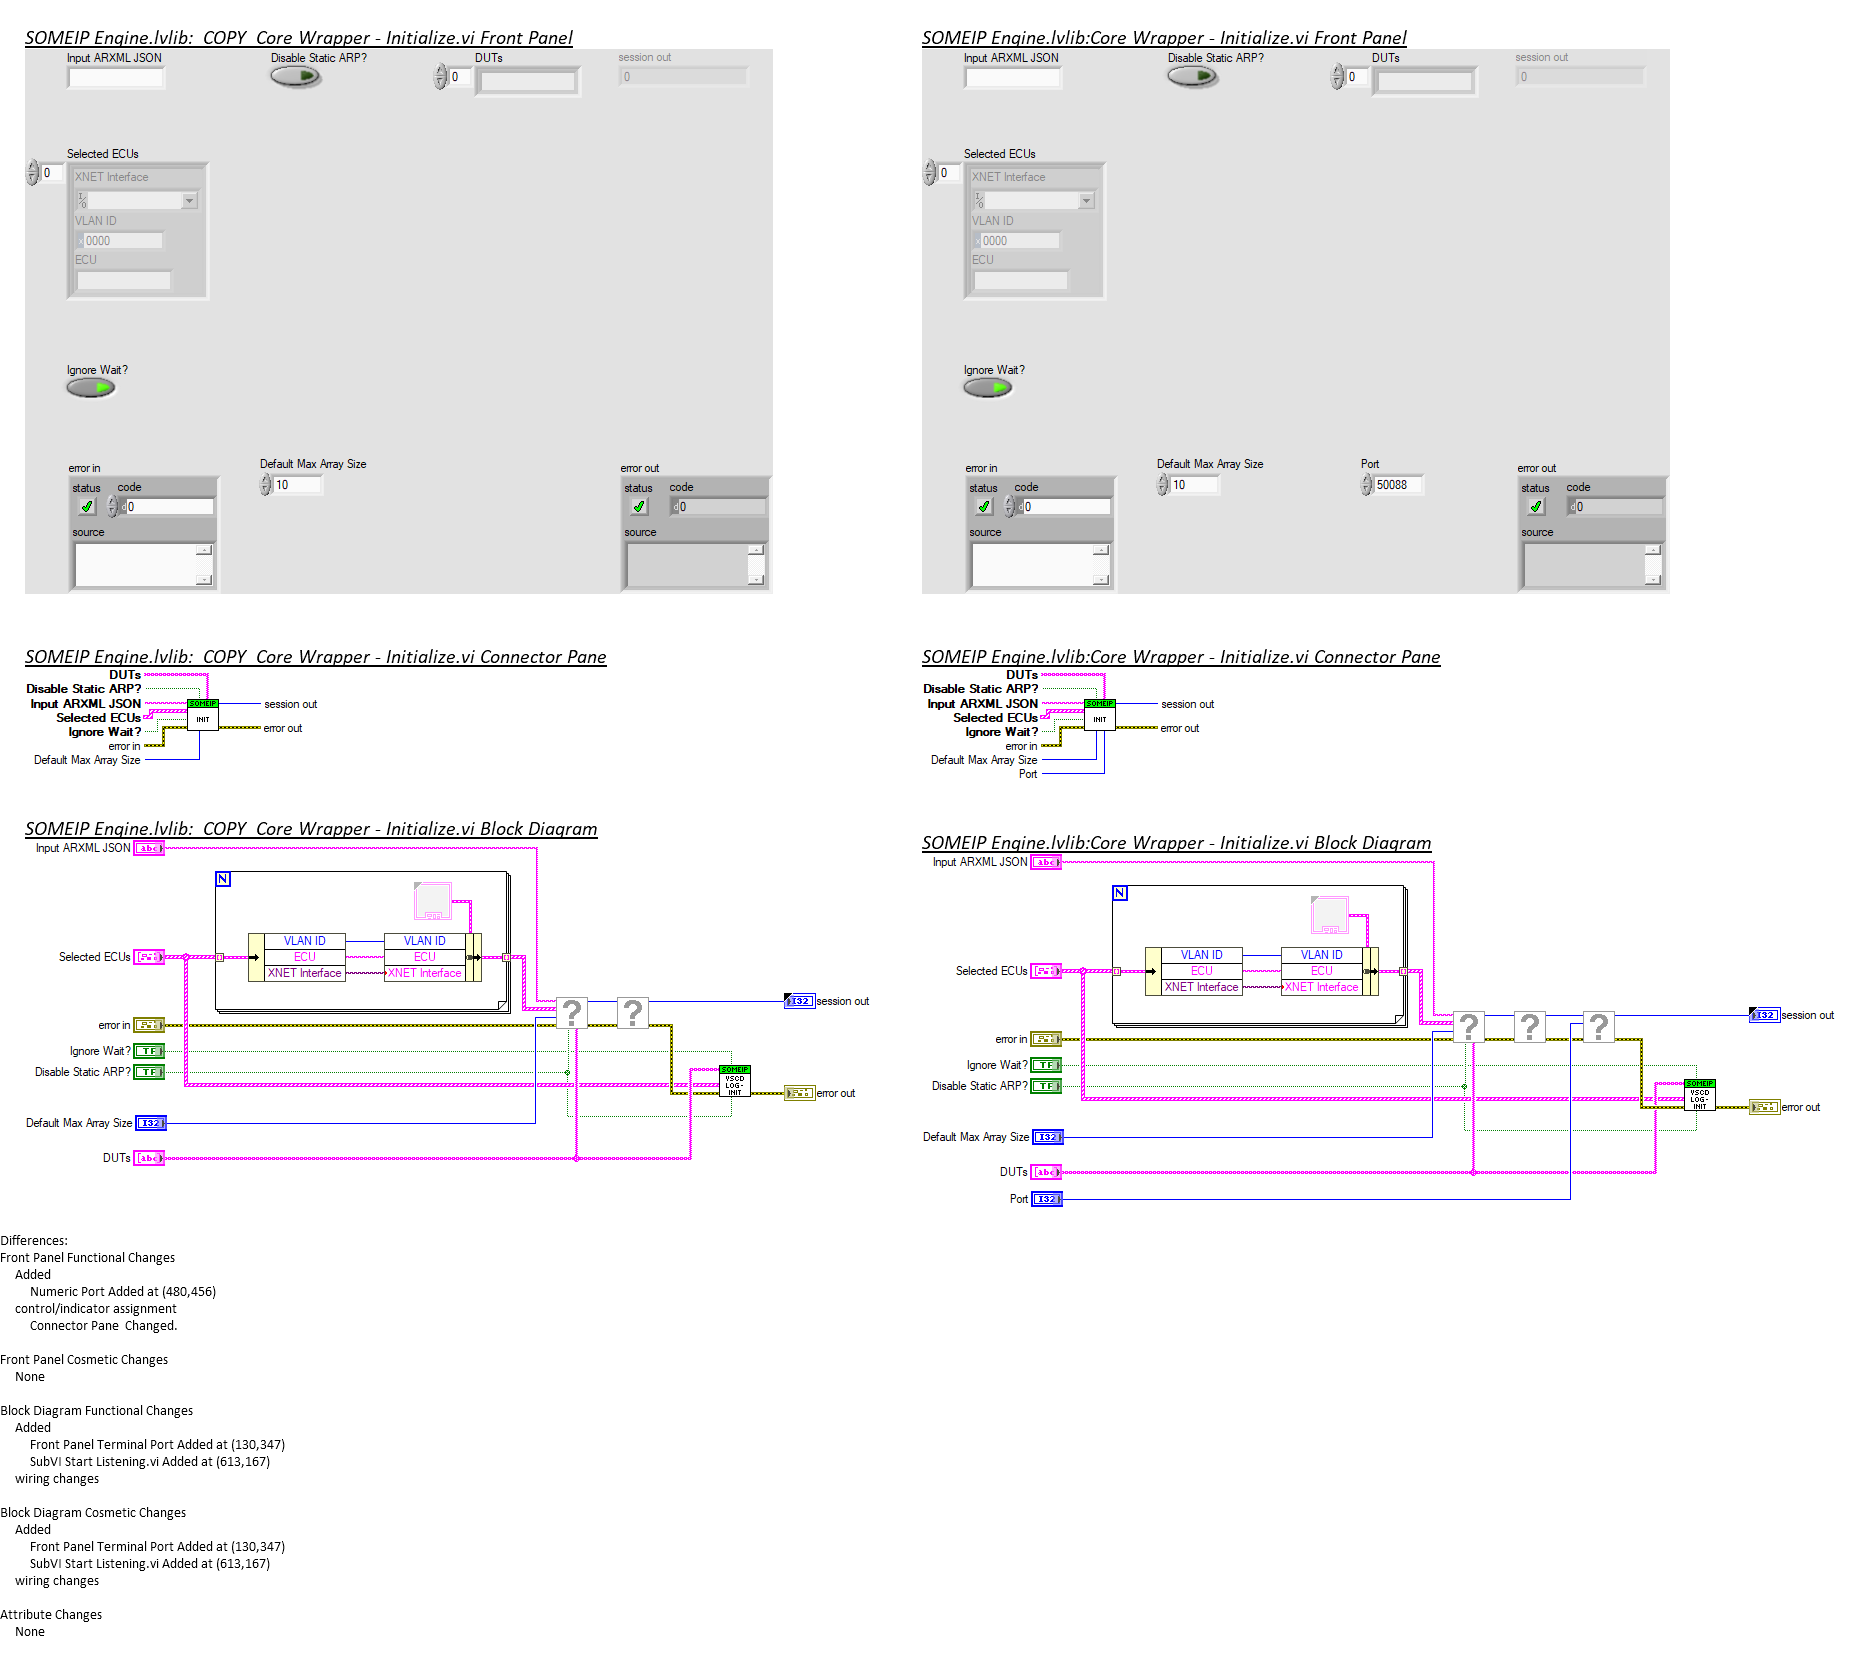 SOMEIP Engine.lvlib:  COPY  Core Wrapper - Initialize.vi Front Panel
Input ARXML JSON
Disable Static ARP?
DUTs
session out
0
0
Selected ECUs
0
XNET Interface
I/O
VLAN ID
x 0000
ECU
Ignore Wait?
error in
status
code
d 0
source
Default Max Array Size
10
error out
status
code
d 0
source
SOMEIP Engine.lvlib:Core Wrapper - Initialize.vi Front Panel
Input ARXML JSON
Disable Static ARP?
DUTs
session out
0
0
Selected ECUs
0
XNET Interface
I/O
VLAN ID
x 0000
ECU
Ignore Wait?
error in
status
code
d 0
source
Default Max Array Size
10
Port
50088
error out
status
code
d 0
source
SOMEIP Engine.lvlib:  COPY  Core Wrapper - Initialize.vi Connector Pane
DUTs
Disable Static ARP?
Input ARXML JSON
Selected ECUs
Ignore Wait?
error in
Default Max Array Size
SOMEIP
INIT
session out
error out
SOMEIP Engine.lvlib:Core Wrapper - Initialize.vi Connector Pane
DUTs
Disable Static ARP?
Input ARXML JSON
Selected ECUs
Ignore Wait?
error in
Default Max Array Size
Port
SOMEIP
INIT
session out
error out
SOMEIP Engine.lvlib:  COPY  Core Wrapper - Initialize.vi Block Diagram
Input ARXML JSON
abc
N
VLAN ID
ECU
XNET Interface
VLAN ID
ECU
XNET Interface
Selected ECUs
?
?
I32
session out
error in
Ignore Wait?
TF
Disable Static ARP?
TF
SOMEIP
VSCD
LOG-
INIT
error out
Default Max Array Size
I32
DUTs
[abc]
SOMEIP Engine.lvlib:Core Wrapper - Initialize.vi Block Diagram
Input ARXML JSON
abc
N
VLAN ID
ECU
XNET Interface
VLAN ID
ECU
XNET Interface
Selected ECUs
?
?
?
I32
session out
error in
Ignore Wait?
TF
Disable Static ARP?
TF
SOMEIP
VSCD
LOG-
INIT
error out
Default Max Array Size
I32
DUTs
[abc]
Port
I32
Differences:
Front Panel Functional Changes
Added
Numeric Port Added at (480,456)
control/indicator assignment
Connector Pane  Changed.
Front Panel Cosmetic Changes
None
Block Diagram Functional Changes
Added
Front Panel Terminal Port Added at (130,347)
SubVI Start Listening.vi Added at (613,167)
wiring changes
Block Diagram Cosmetic Changes
Added
Front Panel Terminal Port Added at (130,347)
SubVI Start Listening.vi Added at (613,167)
wiring changes
Attribute Changes
None